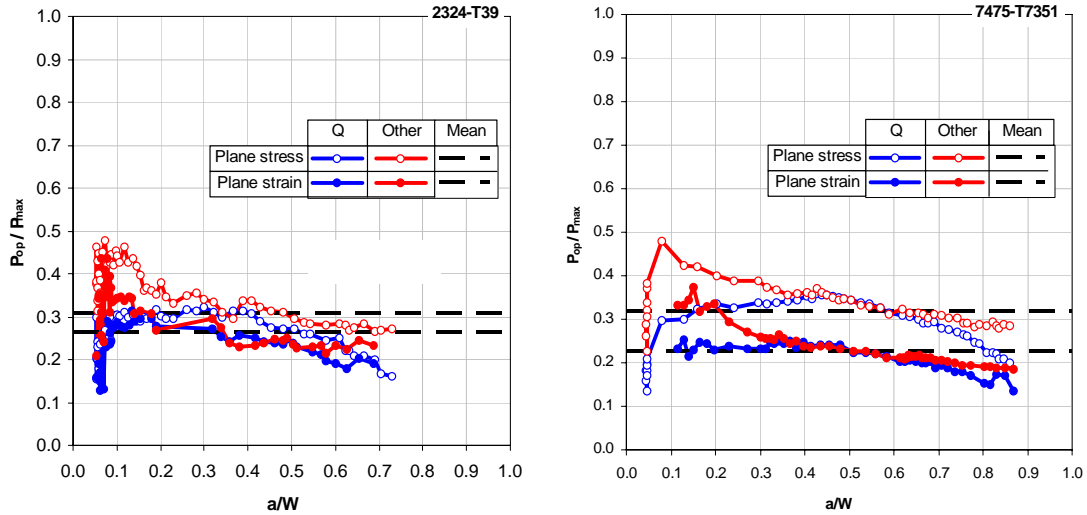 2324-T39
1.0
0.9
0.8
0.7
0.6
0.5
0.4
0.3
0.2
0.1
0.0
Pop / Pmax
Q Other Mean
Plane stress
Plane strain
0.0 0.1 0.2 0.3 0.4 0.5 0.6 0.7 0.8 0.9 1.0
a/W
7475-T7351
1.0
0.9
0.8
0.7
0.6
0.5
0.4
0.3
0.2
0.1
0.0
Pop / Pmax
Q Other Mean
Plane stress
Plane strain
0.0 0.1 0.2 0.3 0.4 0.5 0.6 0.7 0.8 0.9 1.0
a/W